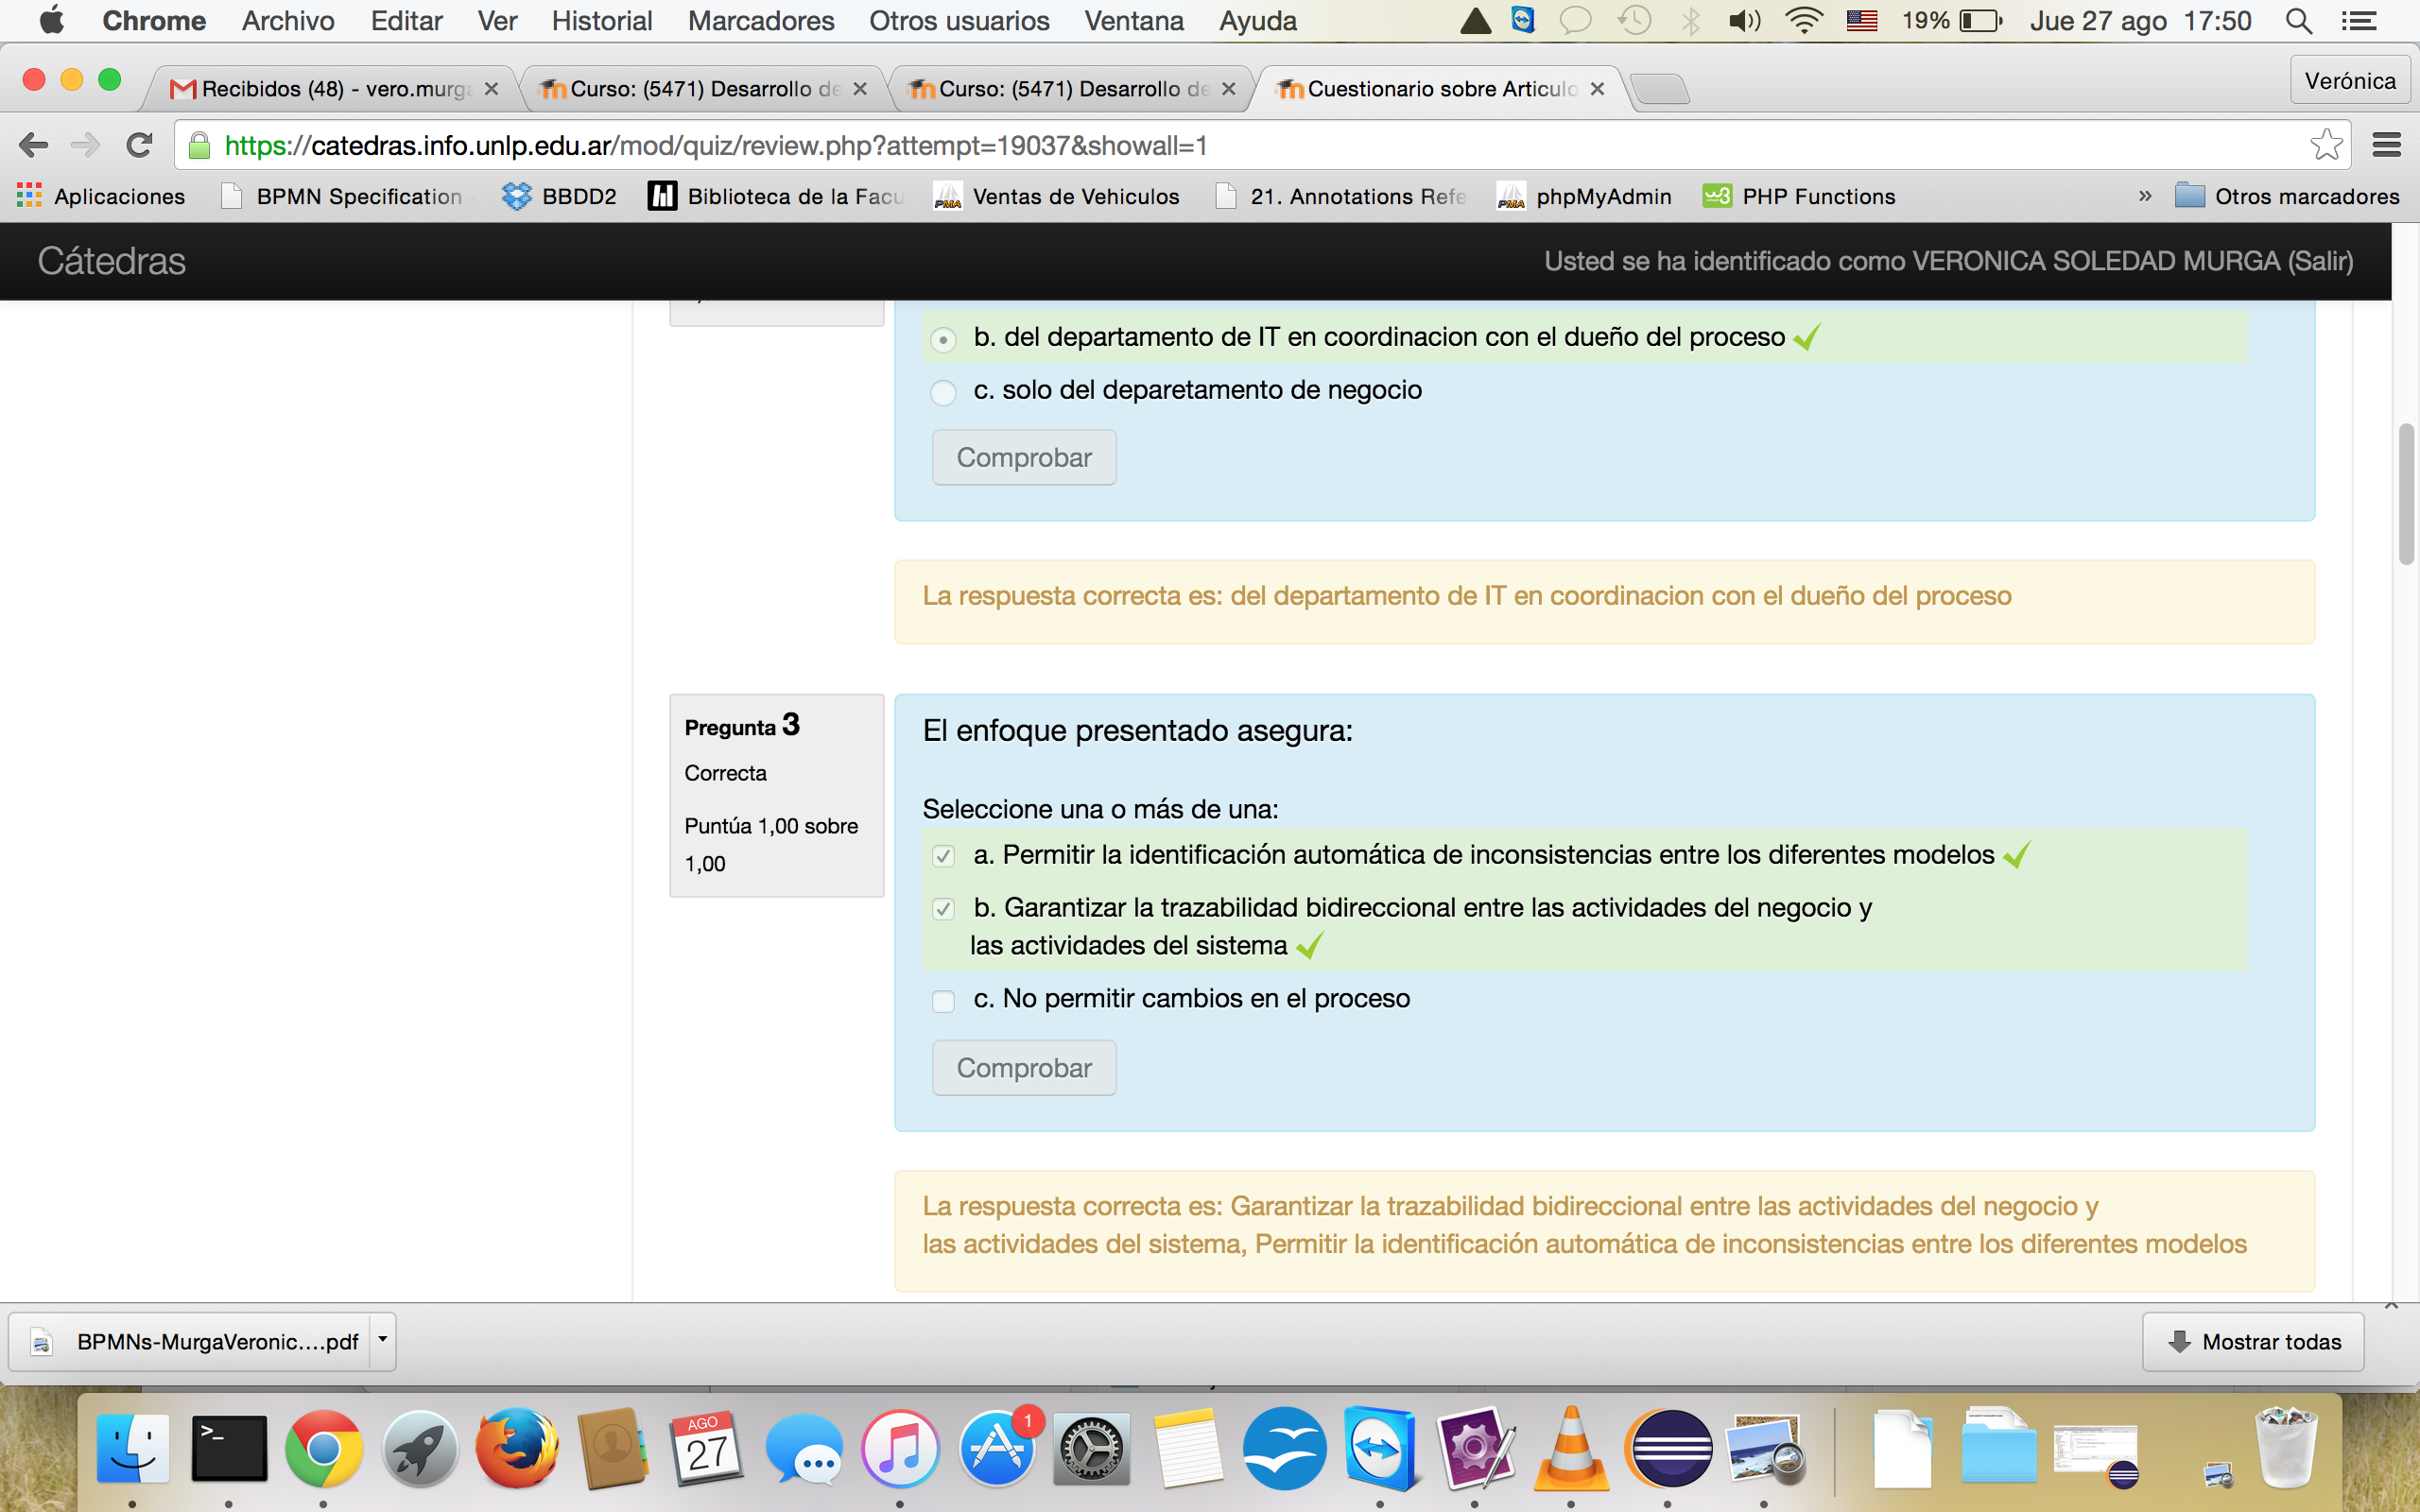 Chrome Archivo Editar Ver Historial Marcadores Otros usuarios Ventana Ayuda 19% Jue 27 ago 17:50
Recibidos (48) - vero.murga Curso: (5471) Desarrollo de Curso: (5471) Desarrollo de Cuestionario sobre Articulo Verónica
https://catedras.info.unlp.edu.ar/mod/quiz/review.php?attempt=19037&showall=1
Aplicaciones BPMN Specification BBDD2 Biblioteca de la Facu PMA Ventas de Vehiculos 21. Annotations Refe PMA phpMyAdmin w3 PHP Functions » Otros marcadores
Cátedras Usted se ha identificado como VERONICA SOLEDAD MURGA (Salir)
b. del departamento de IT en coordinacion con el dueño del proceso
c. solo del deparetamento de negocio
Comprobar
La respuesta correcta es: del departamento de IT en coordinacion con el dueño del proceso
Pregunta 3
Correcta
Puntúa 1,00 sobre
1,00
El enfoque presentado asegura:
Seleccione una o más de una:
a. Permitir la identificación automática de inconsistencias entre los diferentes modelos
b. Garantizar la trazabilidad bidireccional entre las actividades del negocio y
las actividades del sistema
c. No permitir cambios en el proceso
Comprobar
La respuesta correcta es: Garantizar la trazabilidad bidireccional entre las actividades del negocio y
las actividades del sistema, Permitir la identificación automática de inconsistencias entre los diferentes modelos
BPMNs-MurgaVeronic....pdf Mostrar todas
>_ AGO 27 1